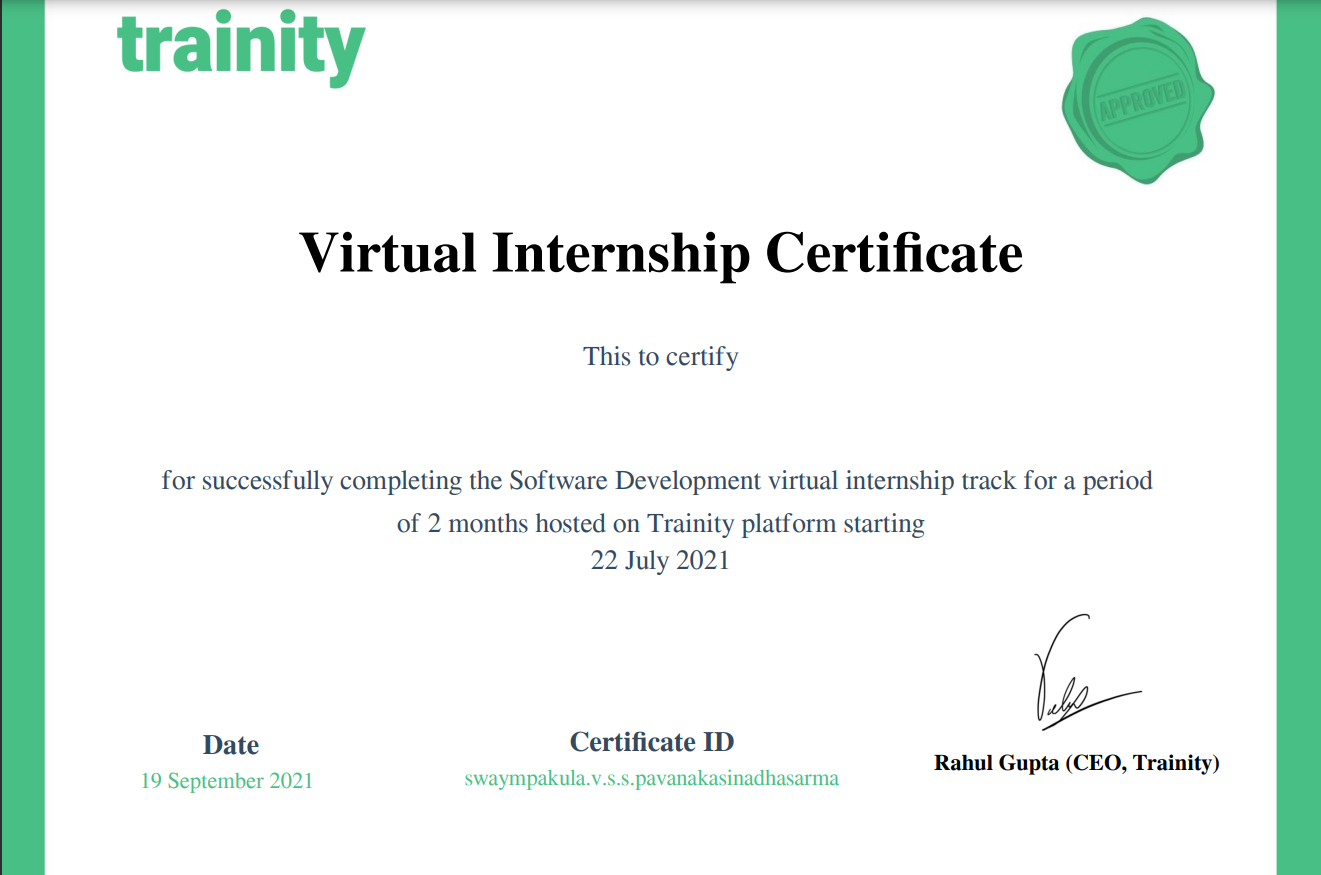 trainity
APPROVED
Virtual Internship Certificate
This to certify
for successfully completing the Software Development virtual internship track for a period
of 2 months hosted on Trainity platform starting
22 July 2021
Date
19 September 2021
Certificate ID
swaympakula.v.s.s.pavanakasinadhasarma
Rahul Gupta (CEO, Trainity)